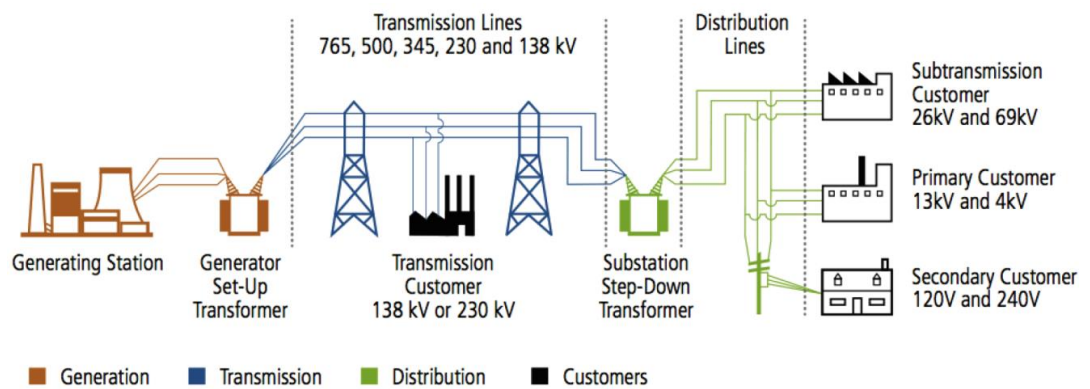 Transmission Lines
765, 500, 345, 230 and 138 kV
Distribution
Lines
Subtransmission
Customer
26kV and 69kV
Primary Customer
13kV and 4kV
Generating Station
Generator
Set-Up
Transformer
Transmission
Customer
138 kV or 230 kV
Substation
Step-Down
Transformer
Secondary Customer
120V and 240V
Generation
Transmission
Distribution
Customers